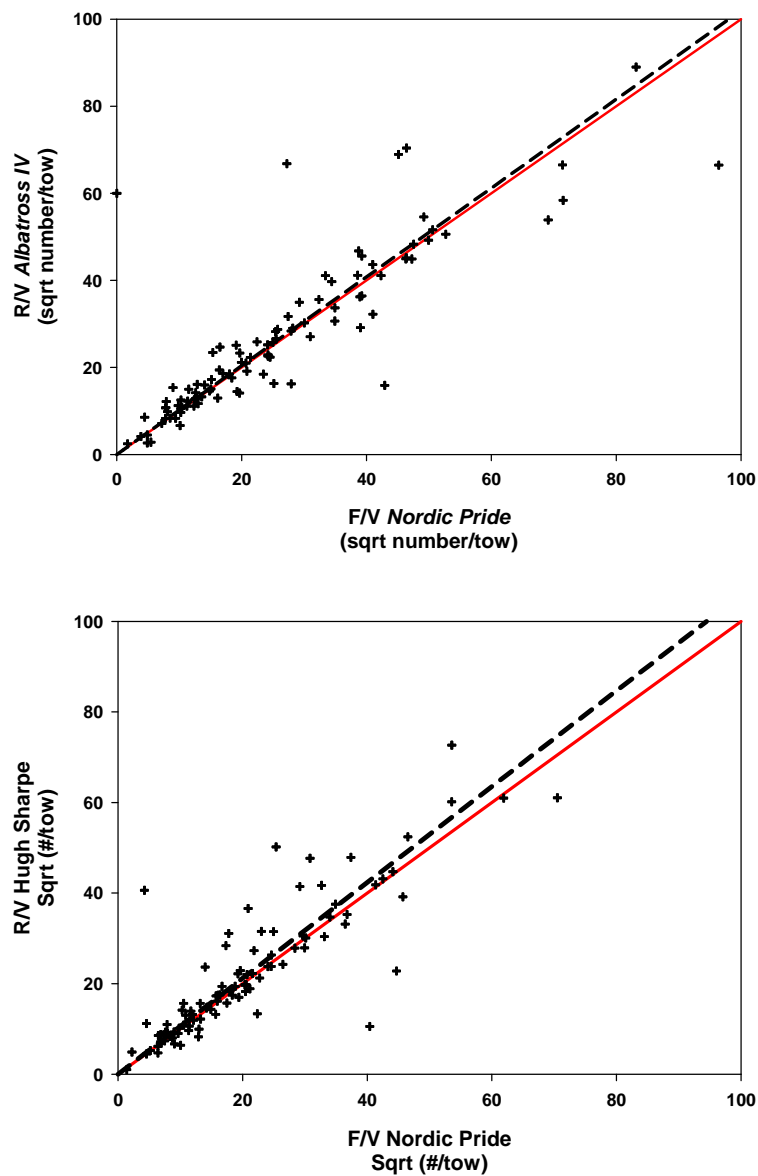 100
80
60
40
20
0
R/V Albatross IV
(sqrt number/tow)
0 20 40 60 80 100
F/V Nordic Pride
(sqrt number/tow)
100
80
60
40
20
0
R/V Hugh Sharpe
Sqrt (#/tow)
0 20 40 60 80 100
F/V Nordic Pride
Sqrt (#/tow)